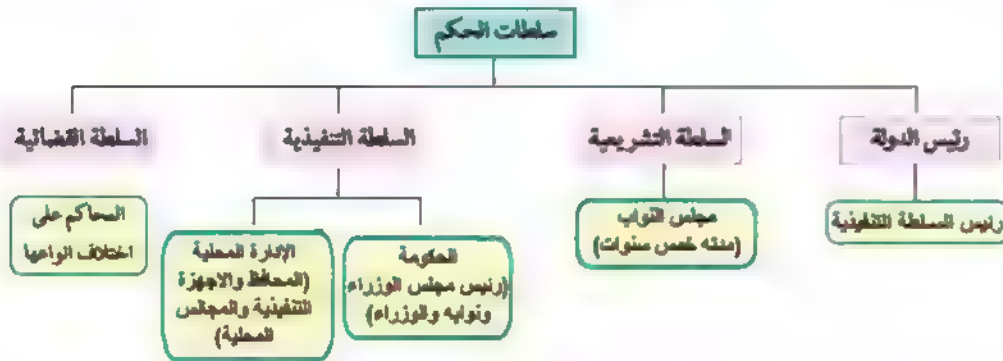 سلطات الحكم
رئيس الدولة
السلطة التشريعية
السلطة التنفيذية
السلطة القضائية
رئيس السلطة التنفيذية
مجلس النواب
(مدته خمس سنوات)
الحكومة
(رئيس مجلس الوزراء
ونوابه والوزراء)
الإدارة المحلية
(المحافظ والاجهزة
التنفيذية والمجالس
المحلية)
المحاكم على
اختلاف انواعها